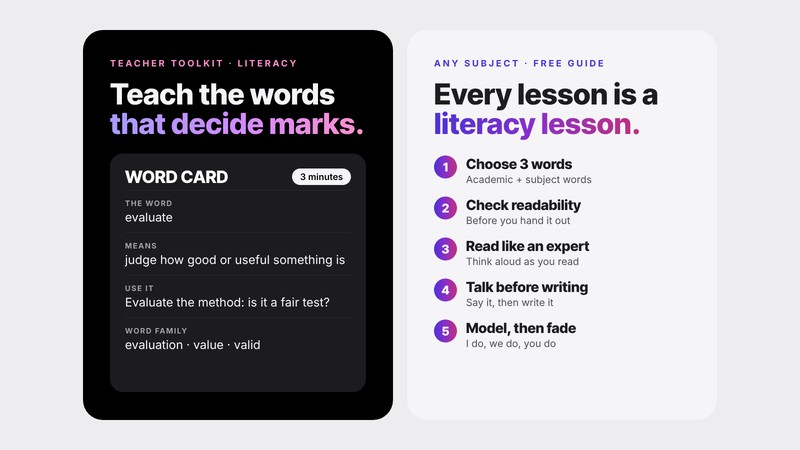 TEACHER TOOLKIT · LITERACY
Teach the words
that decide marks.
WORD CARD
3 minutes
THE WORD
evaluate
MEANS
judge how good or useful something is
USE IT
Evaluate the method: is it a fair test?
WORD FAMILY
evaluation · value · valid
ANY SUBJECT · FREE GUIDE
Every lesson is a
literacy lesson.
1 Choose 3 words
Academic + subject words
2 Check readability
Before you hand it out
3 Read like an expert
Think aloud as you read
4 Talk before writing
Say it, then write it
5 Model, then fade
I do, we do, you do